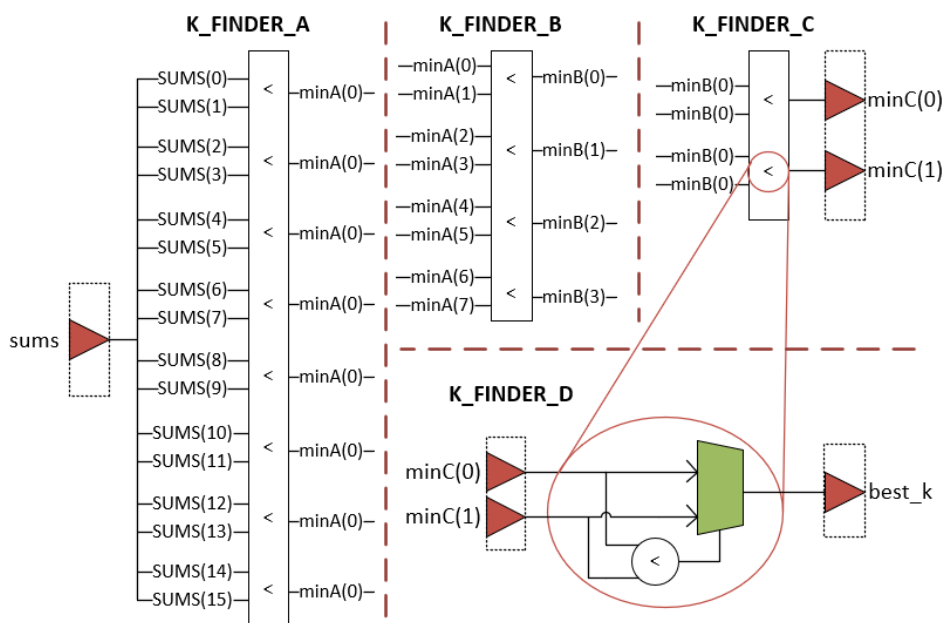 K_FINDER_A
SUMS(0)
SUMS(1)
<
minA(0)
SUMS(2)
SUMS(3)
<
minA(0)
SUMS(4)
SUMS(5)
<
minA(0)
SUMS(6)
SUMS(7)
<
minA(0)
SUMS(8)
SUMS(9)
<
minA(0)
SUMS(10)
SUMS(11)
<
minA(0)
SUMS(12)
SUMS(13)
<
minA(0)
SUMS(14)
SUMS(15)
<
minA(0)
sums
K_FINDER_B
minA(0)
minA(1)
<
minB(0)
minA(2)
minA(3)
<
minB(1)
minA(4)
minA(5)
<
minB(2)
minA(6)
minA(7)
<
minB(3)
K_FINDER_C
minB(0)
minB(0)
<
minC(0)
minB(0)
minB(0)
<
minC(1)
K_FINDER_D
minC(0)
minC(1)
<
best_k